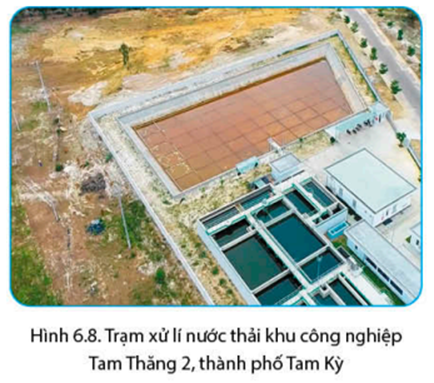 Hình 6.8. Trạm xử lí nước thải khu công nghiệp
Tam Thăng 2, thành phố Tam Kỳ